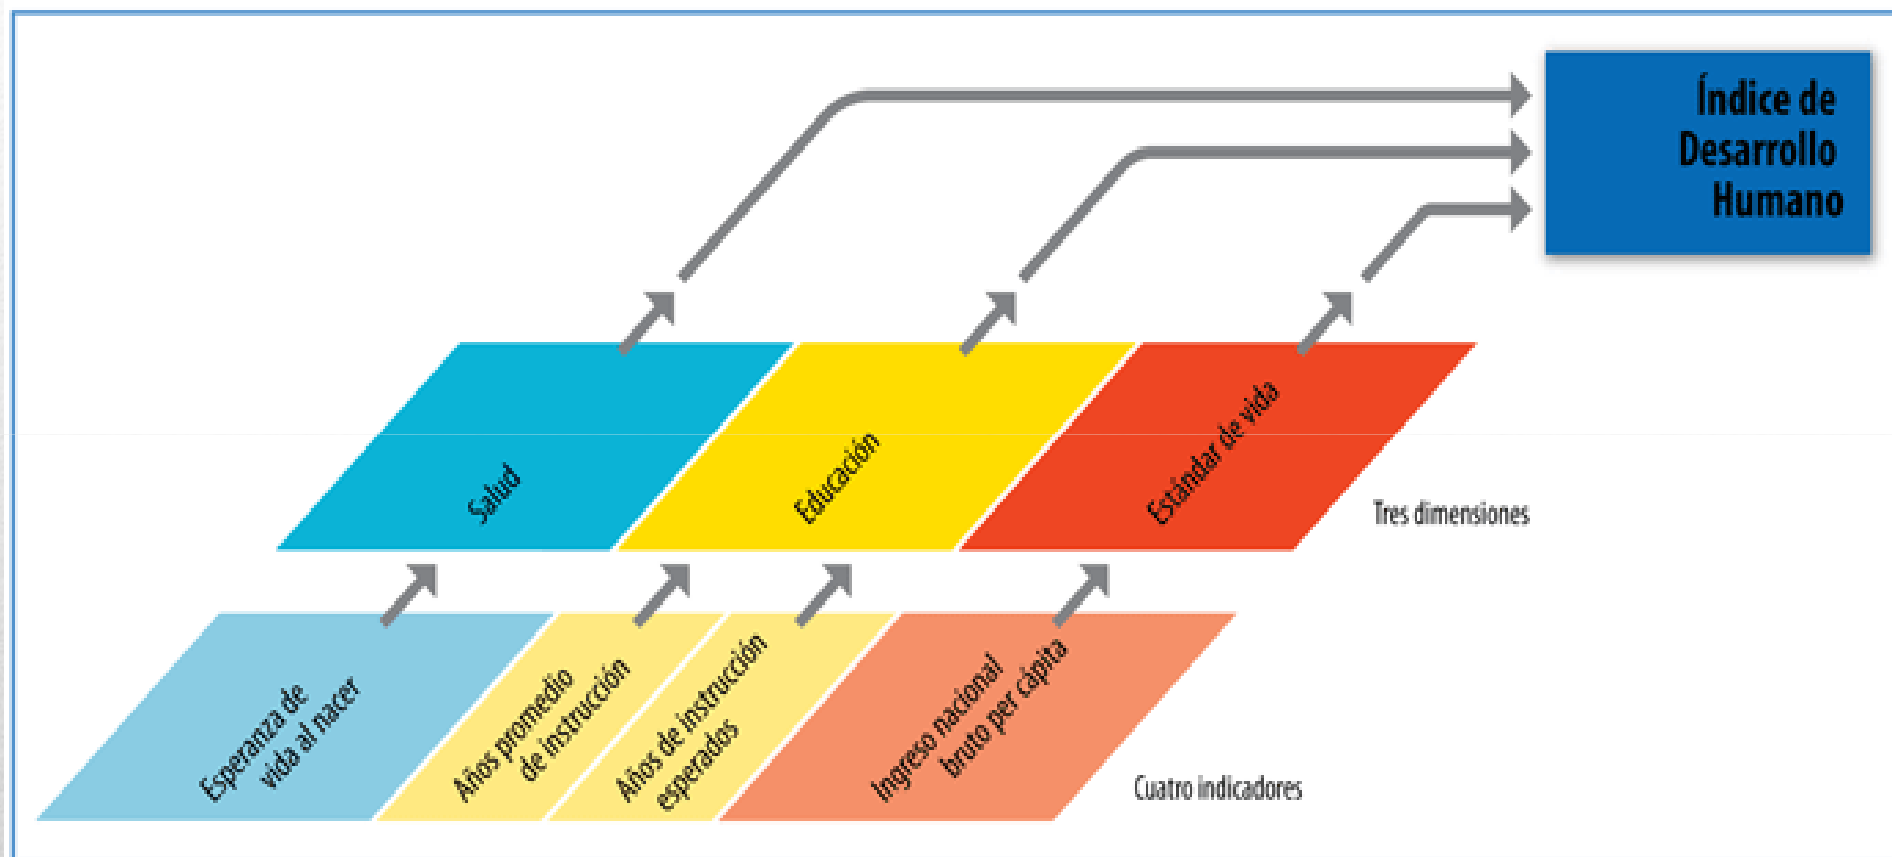 Índice de
Desarrollo
Humano
Salud
Educación
Estándar de vida
Tres dimensiones
Esperanza de
vida al nacer
Años promedio
de instrucción
Años de instrucción
esperados
Ingreso nacional
bruto per cápita
Cuatro indicadores